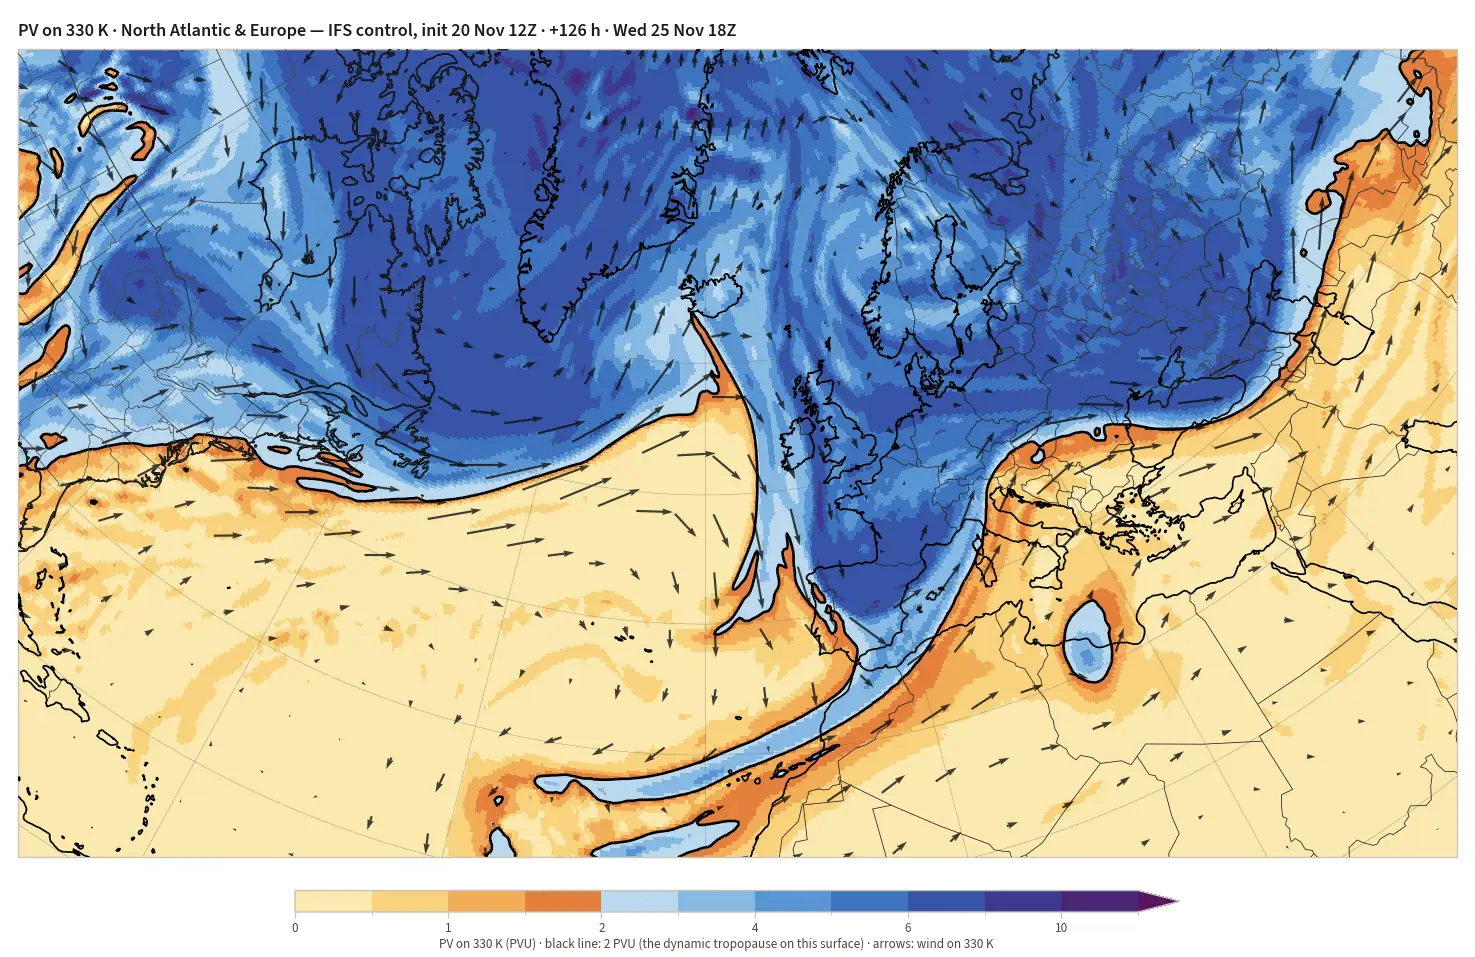 PV on 330 K · North Atlantic & Europe — IFS control, init 20 Nov 12Z · +126 h · Wed 25 Nov 18Z
0 1 2 4 6 10
PV on 330 K (PVU) · black line: 2 PVU (the dynamic tropopause on this surface) · arrows: wind on 330 K